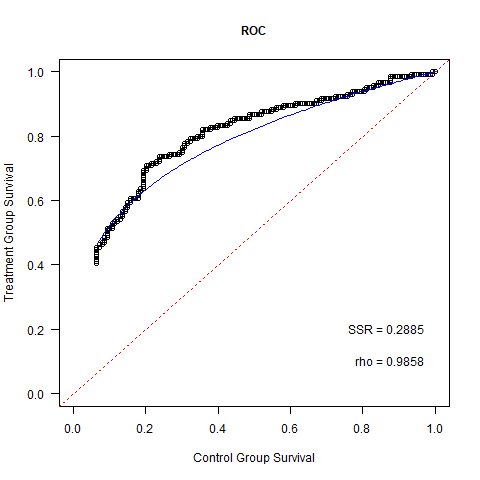 ROC
Treatment Group Survival
1.0
0.8
0.6
0.4
0.2
0.0
SSR = 0.2885
rho = 0.9858
0.0 0.2 0.4 0.6 0.8 1.0
Control Group Survival